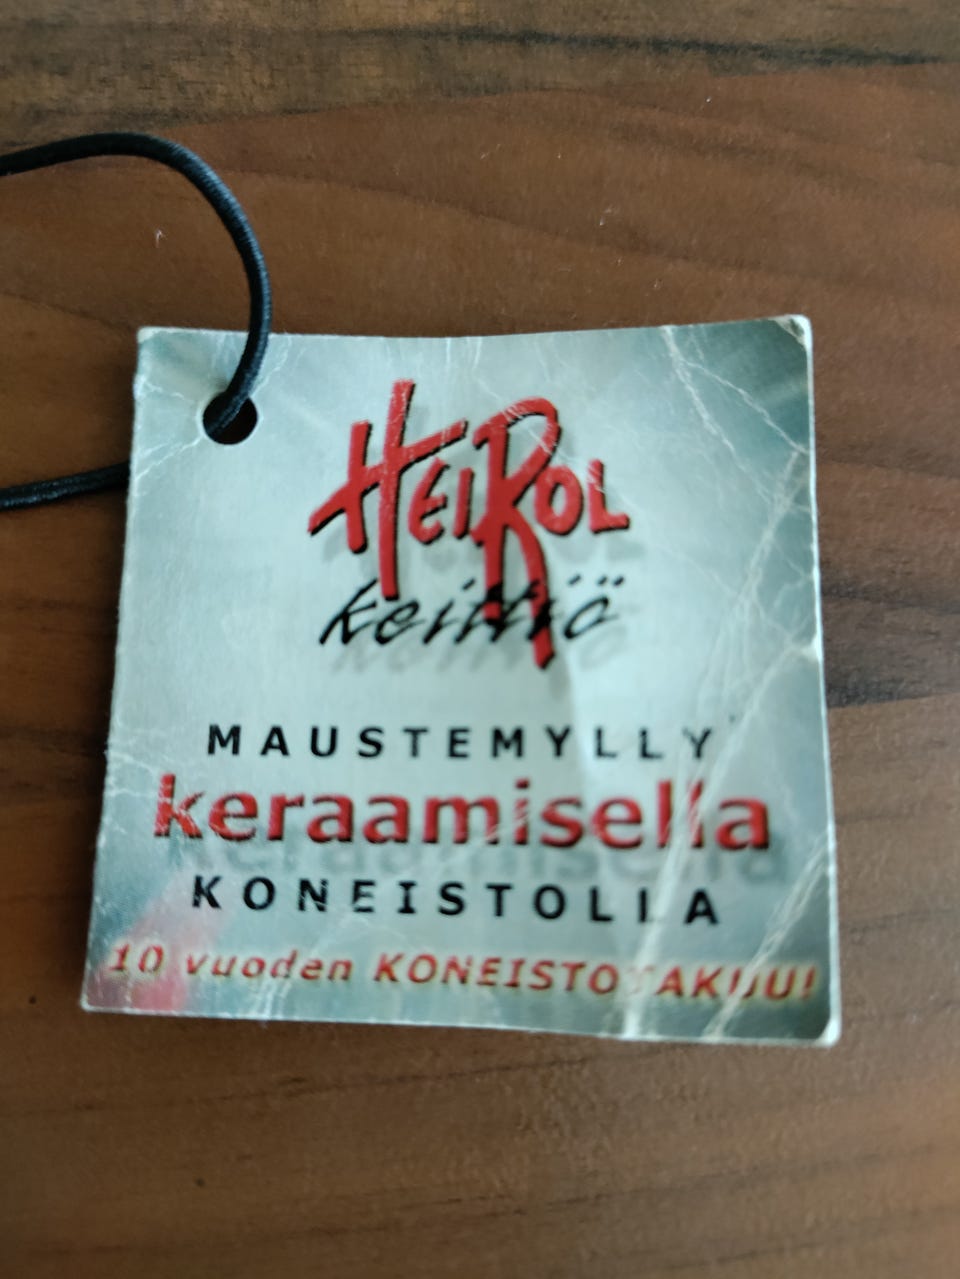 HEIROL
keittiö
MAUSTEMYLLY
keraamisella
KONEISTOLLA
10 vuoden KONEISTOTAKUU!